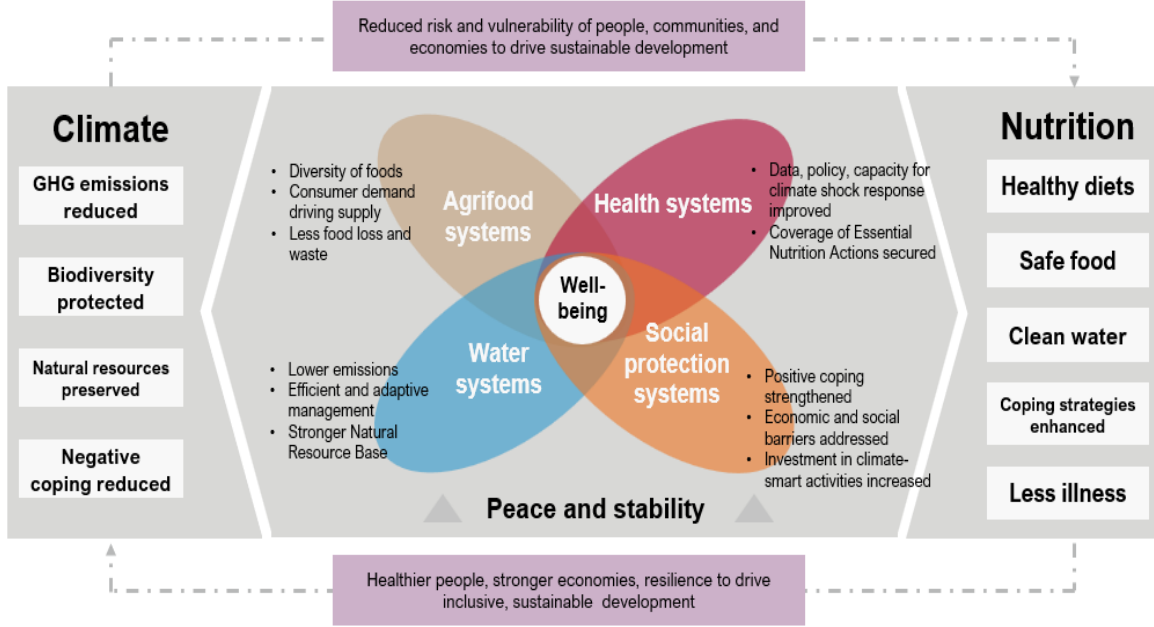 Reduced risk and vulnerability of people, communities, and
economies to drive sustainable development
Climate
GHG emissions
reduced
Biodiversity
protected
Natural resources
preserved
Negative
coping reduced
• Diversity of foods
• Consumer demand
driving supply
• Less food loss and
waste
Agrifood
systems
Health systems
• Data, policy, capacity for
climate shock response
improved
• Coverage of Essential
Nutrition Actions secured
Well-
being
• Lower emissions
• Efficient and adaptive
management
• Stronger Natural
Resource Base
Water
systems
Social
protection
systems
• Positive coping
strengthened
• Economic and social
barriers addressed
• Investment in climate-
smart activities increased
Peace and stability
Nutrition
Healthy diets
Safe food
Clean water
Coping strategies
enhanced
Less illness
Healthier people, stronger economies, resilience to drive
inclusive, sustainable development